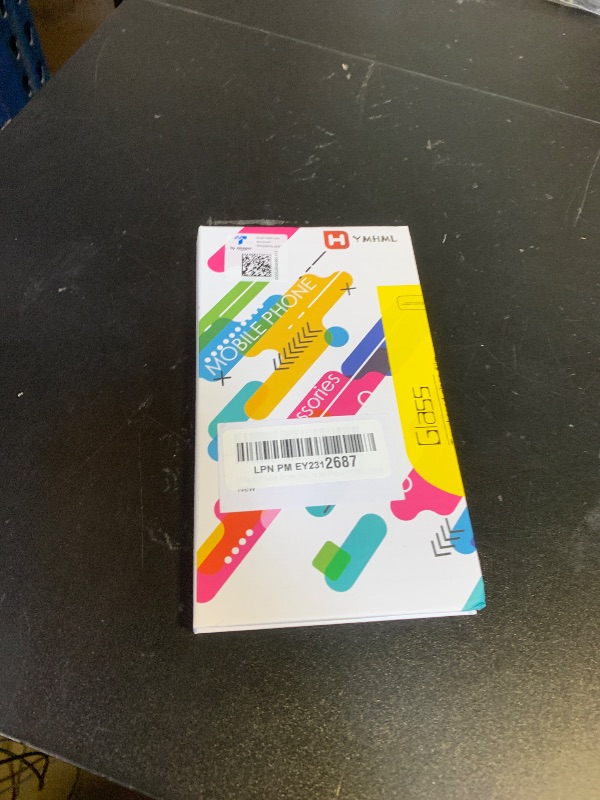 H YMHML
MOBILE PHONE
ssories
Glass
LPN PM EY2312687